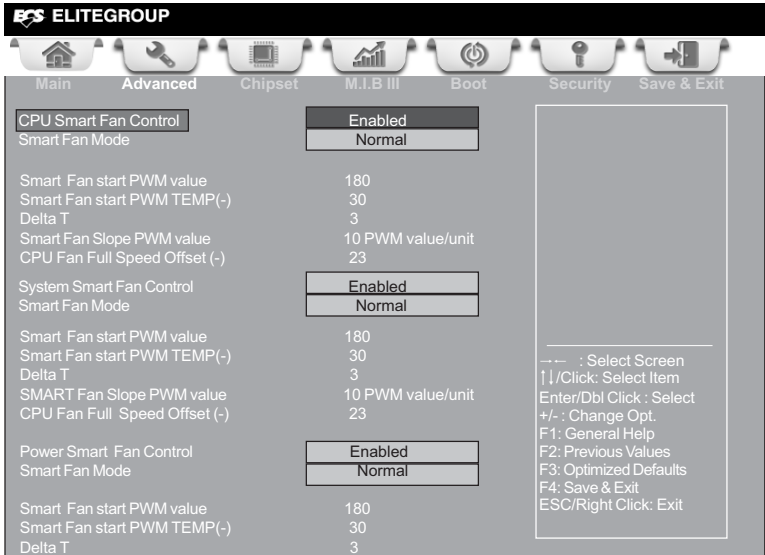 ECS ELITEGROUP
Main Advanced Chipset M.I.B III Boot Security Save & Exit
CPU Smart Fan Control Enabled
Smart Fan Mode Normal
Smart Fan start PWM value 180
Smart Fan start PWM TEMP(-) 30
Delta T 3
Smart Fan Slope PWM value 10 PWM value/unit
CPU Fan Full Speed Offset (-) 23
System Smart Fan Control Enabled
Smart Fan Mode Normal
Smart Fan start PWM value 180
Smart Fan start PWM TEMP(-) 30
Delta T 3
SMART Fan Slope PWM value 10 PWM value/unit
CPU Fan Full Speed Offset (-) 23
Power Smart Fan Control Enabled
Smart Fan Mode Normal
Smart Fan start PWM value 180
Smart Fan start PWM TEMP(-) 30
Delta T 3
→← : Select Screen
↑↓/Click: Select Item
Enter/Dbl Click : Select
+/- : Change Opt.
F1: General Help
F2: Previous Values
F3: Optimized Defaults
F4: Save & Exit
ESC/Right Click: Exit